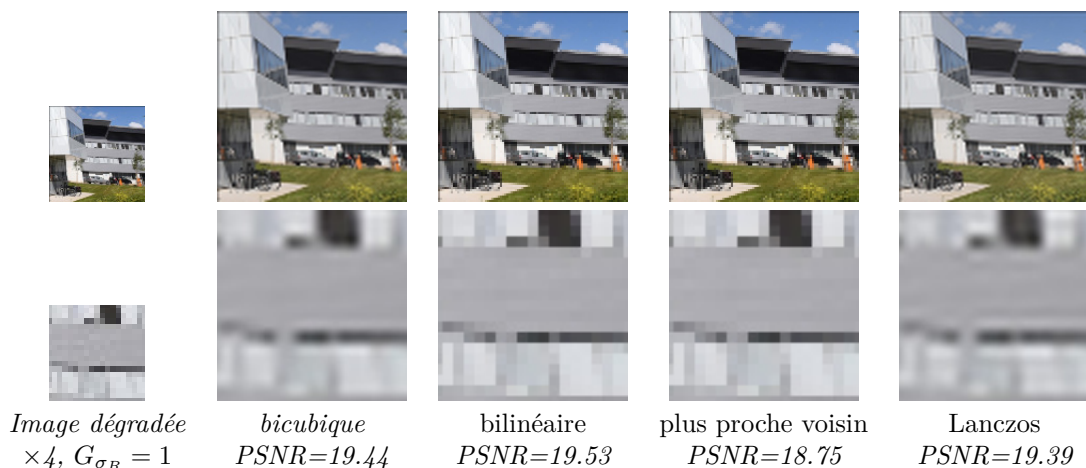 Image dégradée bicubique bilinéaire plus proche voisin Lanczos
×4, G_{σ_B} = 1 PSNR=19.44 PSNR=19.53 PSNR=18.75 PSNR=19.39